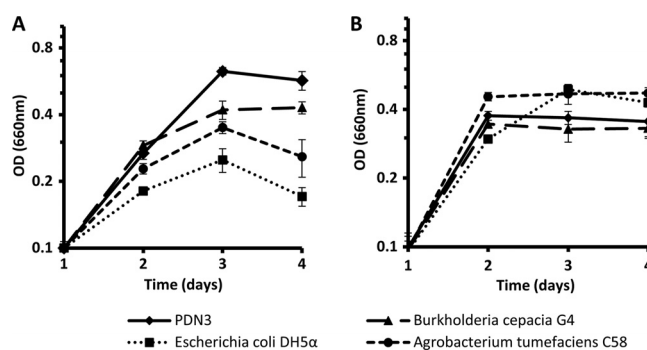 A
B
0.8
0.4
0.2
0.1
OD (660nm)
1 2 3 4
Time (days)
0.8
0.4
0.2
0.1
OD (660nm)
1 2 3 4
Time (days)
PDN3
Burkholderia cepacia G4
Escherichia coli DH5α
Agrobacterium tumefaciens C58